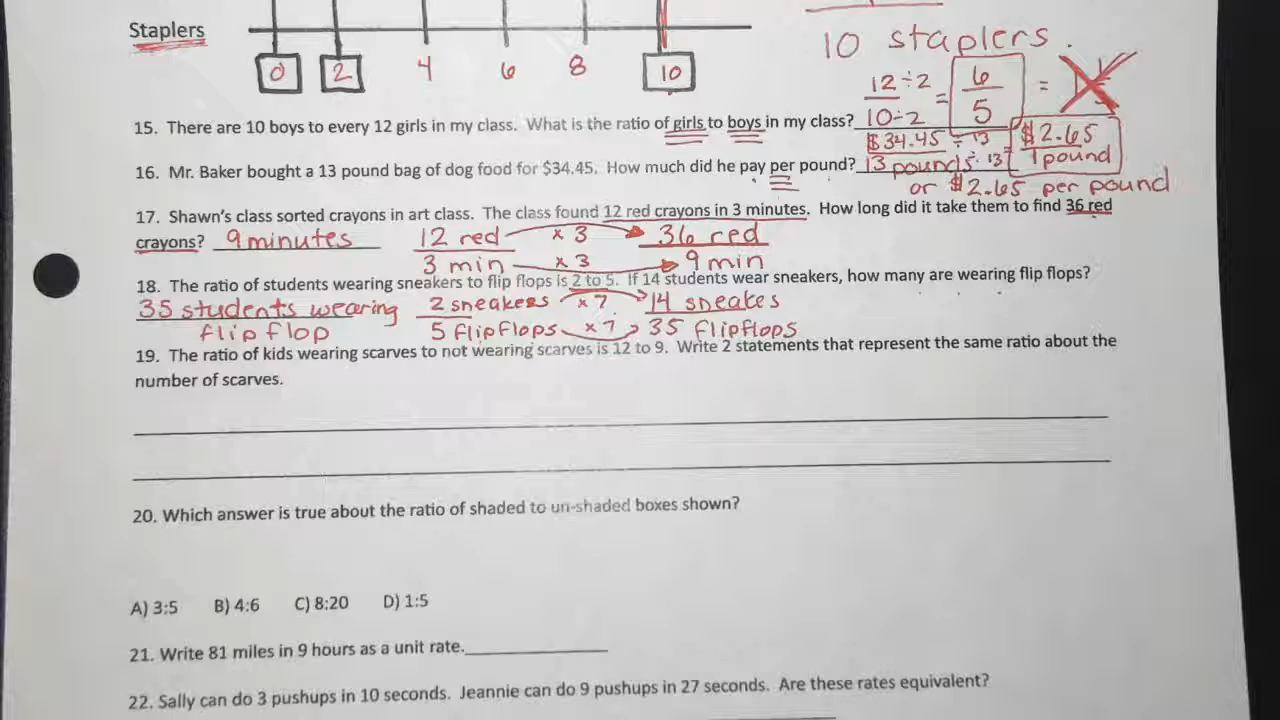 Staplers
0 2 4 6 8 10
10 staplers.
12 ÷2 = 6 =
10 ÷2 5
15. There are 10 boys to every 12 girls in my class. What is the ratio of girls to boys in my class?
$34.45 ÷ 13 = $2.65
13 pounds ÷ 13 1 pound
16. Mr. Baker bought a 13 pound bag of dog food for $34.45. How much did he pay per pound?
or $2.65 per pound
17. Shawn's class sorted crayons in art class. The class found 12 red crayons in 3 minutes. How long did it take them to find 36 red
crayons? 9 minutes 12 red x 3 36 red
3 min x 3 9 min
18. The ratio of students wearing sneakers to flip flops is 2 to 5. If 14 students wear sneakers, how many are wearing flip flops?
35 students wearing 2 sneakers x 7 14 sneakes
flip flop 5 flipflops x 7 35 flipflops
19. The ratio of kids wearing scarves to not wearing scarves is 12 to 9. Write 2 statements that represent the same ratio about the
number of scarves.
20. Which answer is true about the ratio of shaded to un-shaded boxes shown?
A) 3:5 B) 4:6 C) 8:20 D) 1:5
21. Write 81 miles in 9 hours as a unit rate.
22. Sally can do 3 pushups in 10 seconds. Jeannie can do 9 pushups in 27 seconds. Are these rates equivalent?